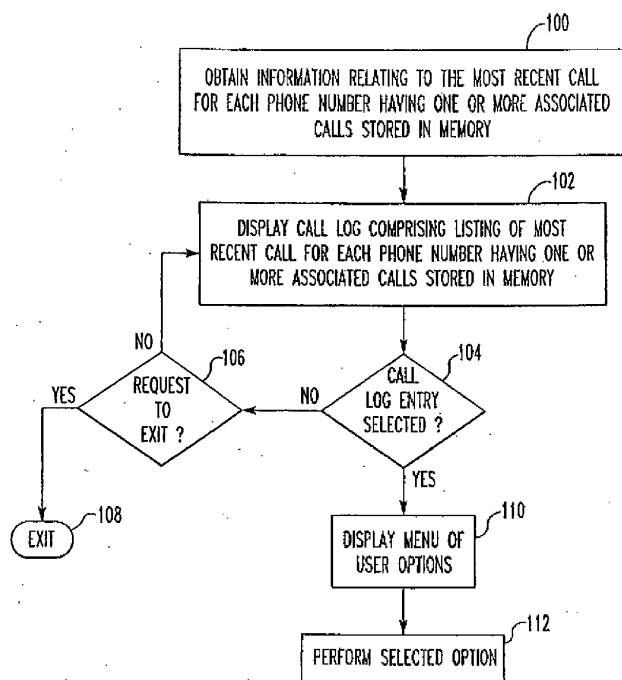 100
OBTAIN INFORMATION RELATING TO THE MOST RECENT CALL
FOR EACH PHONE NUMBER HAVING ONE OR MORE ASSOCIATED
CALLS STORED IN MEMORY
102
DISPLAY CALL LOG COMPRISING LISTING OF MOST
RECENT CALL FOR EACH PHONE NUMBER HAVING ONE OR
MORE ASSOCIATED CALLS STORED IN MEMORY
NO
106
104
YES
REQUEST
TO
EXIT ?
NO
CALL
LOG ENTRY
SELECTED ?
YES
108
EXIT
110
DISPLAY MENU OF
USER OPTIONS
112
PERFORM SELECTED OPTION